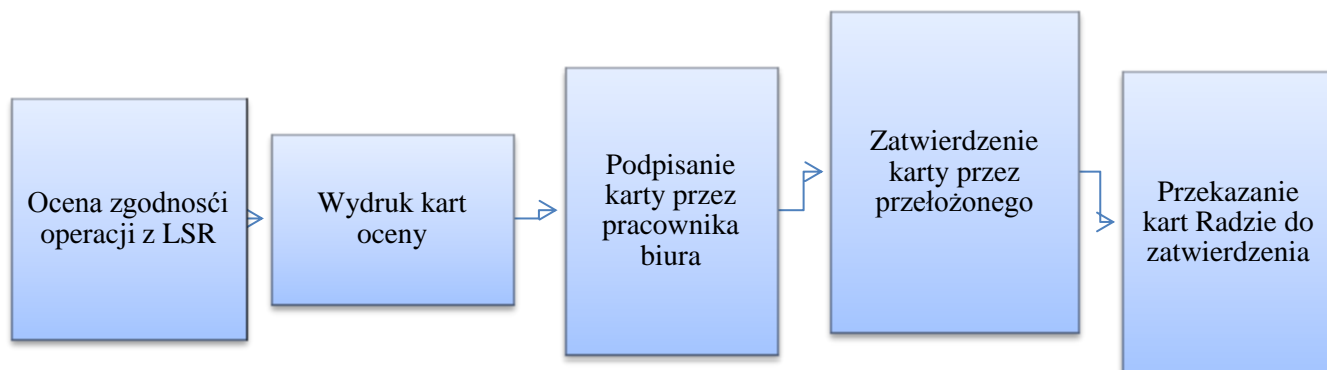 Ocena zgodnosći
operacji z LSR
Wydruk kart
oceny
Podpisanie
karty przez
pracownika
biura
Zatwierdzenie
karty przez
przełożonego
Przekazanie
kart Radzie do
zatwierdzenia